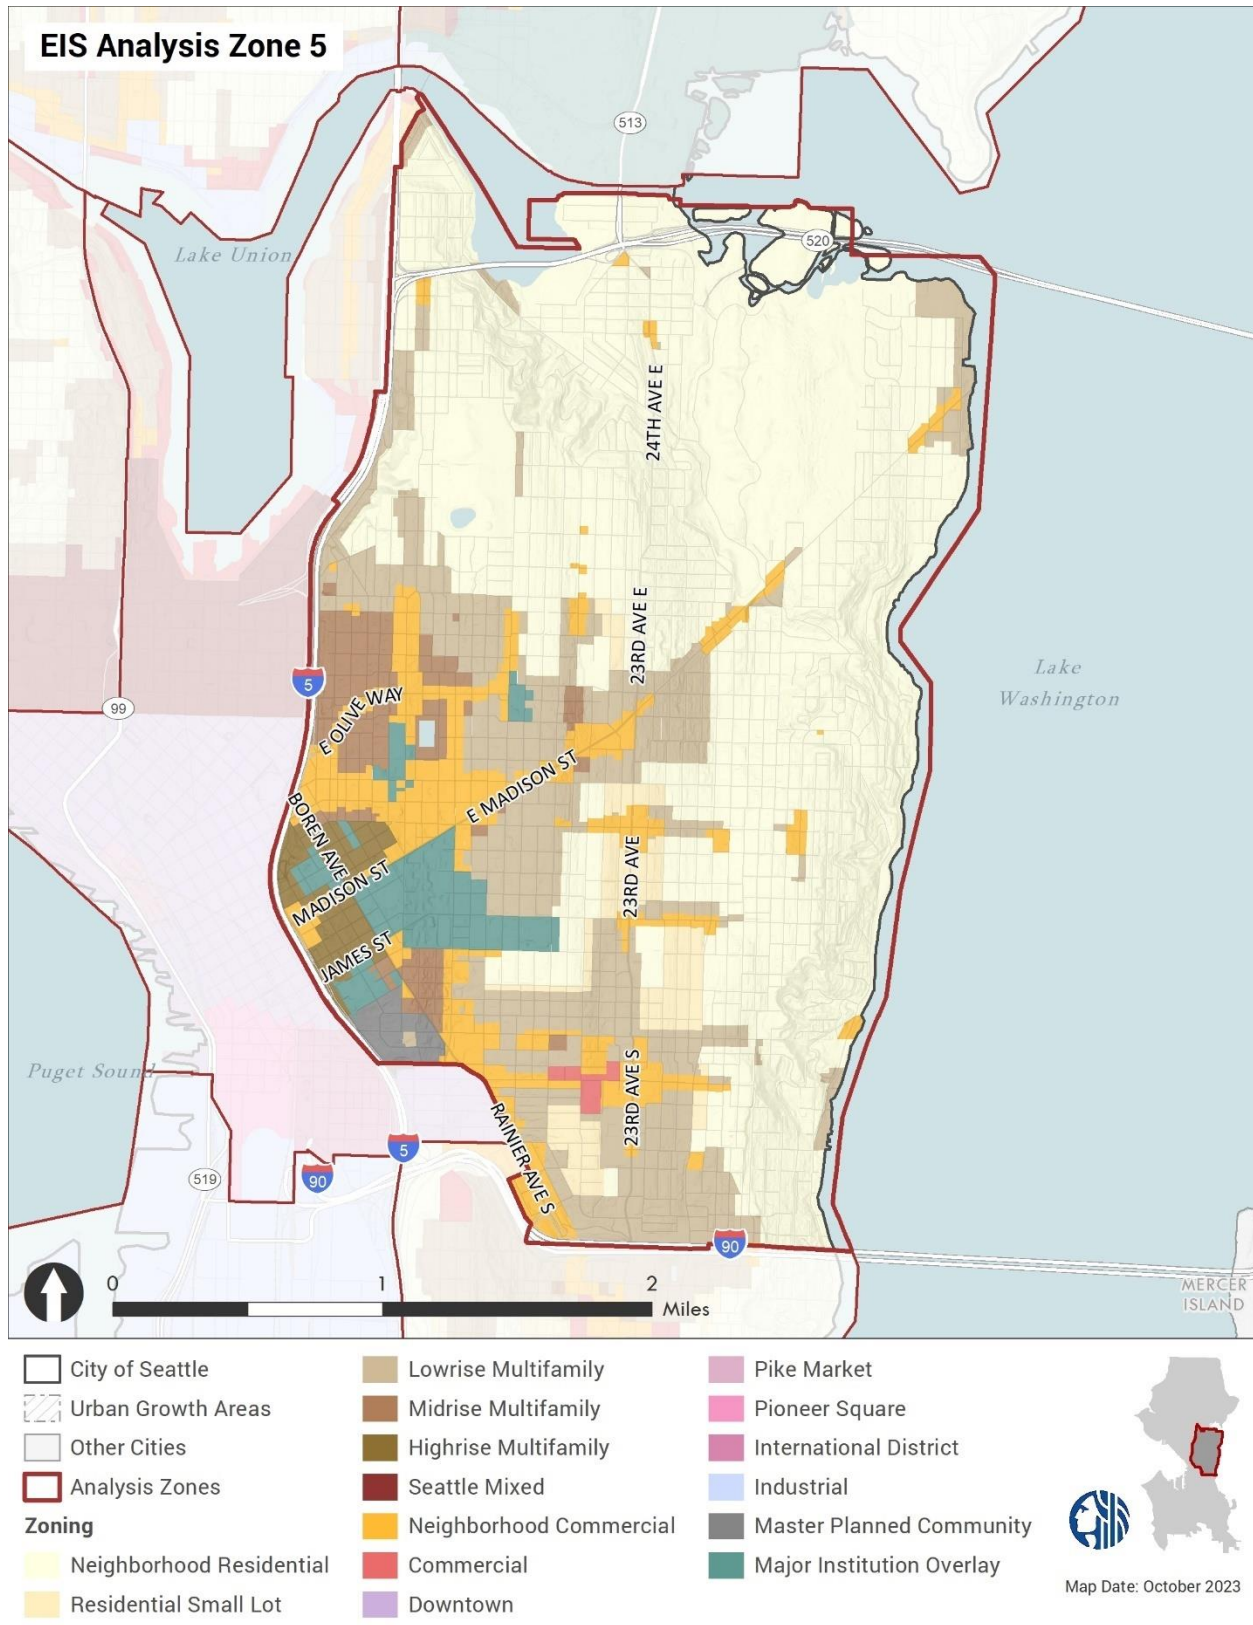 EIS Analysis Zone 5
513
520
Lake Union
24TH AVE E
23RD AVE E
5
Lake
Washington
99
E OLIVE WAY
E MADISON ST
BOREN AVE
23RD AVE
MADISON ST
JAMES ST
Puget Sound
23RD AVE S
RAINIER AVE S
5
519
90
90
0 1 2
Miles
MERCER
ISLAND
City of Seattle
Urban Growth Areas
Other Cities
Analysis Zones
Zoning
Neighborhood Residential
Residential Small Lot
Lowrise Multifamily
Midrise Multifamily
Highrise Multifamily
Seattle Mixed
Neighborhood Commercial
Commercial
Downtown
Pike Market
Pioneer Square
International District
Industrial
Master Planned Community
Major Institution Overlay
Map Date: October 2023